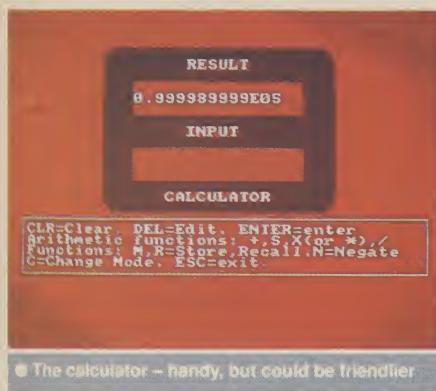 RESULT
0.999989999E05
INPUT
CALCULATOR
CLR=Clear. DEL=Edit. ENTER=enter
Arithmetic functions: +,S,X(or *),/
Functions: M,R=Store,Recall.N=Negate
C=Change Mode. ESC=exit.
● The calculator – handy, but could be friendlier